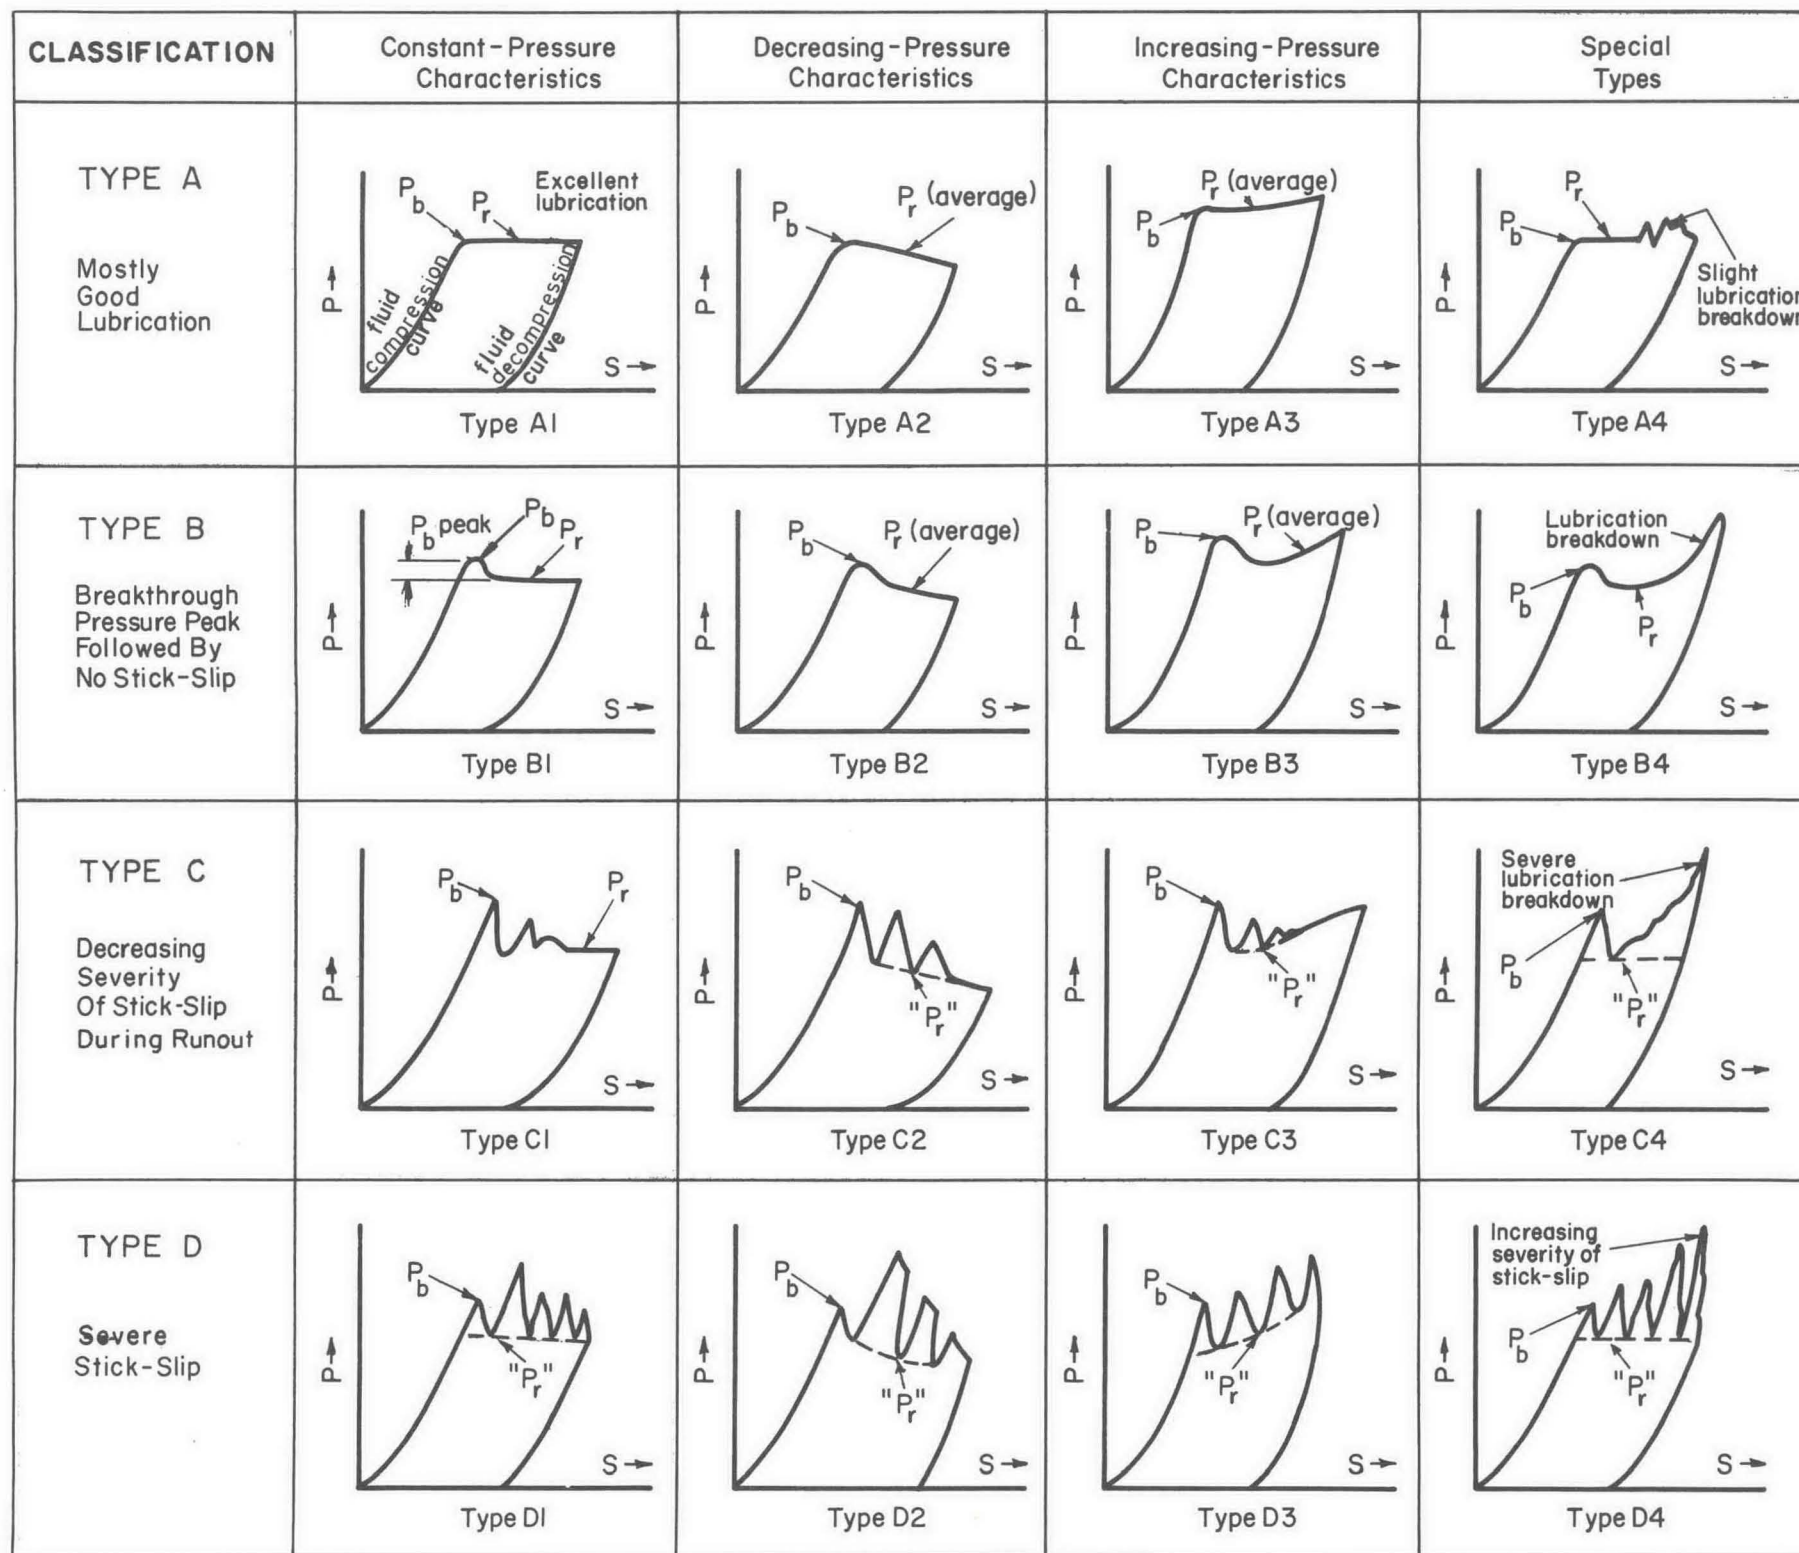 CLASSIFICATION
Constant-Pressure
Characteristics
Decreasing-Pressure
Characteristics
Increasing-Pressure
Characteristics
Special
Types
TYPE A
Mostly
Good
Lubrication
Pb
Pr
Excellent
lubrication
P
fluid
compression
curve
fluid
decompression
curve
S
Type A1
Pb
Pr (average)
P
S
Type A2
Pb
Pr (average)
P
S
Type A3
Pb
Pr
Slight
lubrication
breakdown
P
S
Type A4
TYPE B
Breakthrough
Pressure Peak
Followed By
No Stick-Slip
Pb peak
Pb
Pr
P
S
Type B1
Pb
Pr (average)
P
S
Type B2
Pb
Pr (average)
P
S
Type B3
Lubrication
breakdown
Pb
Pr
P
S
Type B4
TYPE C
Decreasing
Severity
Of Stick-Slip
During Runout
Pb
Pr
P
S
Type C1
Pb
"Pr"
P
S
Type C2
Pb
"Pr"
P
S
Type C3
Severe
lubrication
breakdown
Pb
"Pr"
P
S
Type C4
TYPE D
Severe
Stick-Slip
Pb
"Pr"
P
S
Type D1
Pb
"Pr"
P
S
Type D2
Pb
"Pr"
P
S
Type D3
Increasing
severity of
stick-slip
Pb
"Pr"
P
S
Type D4